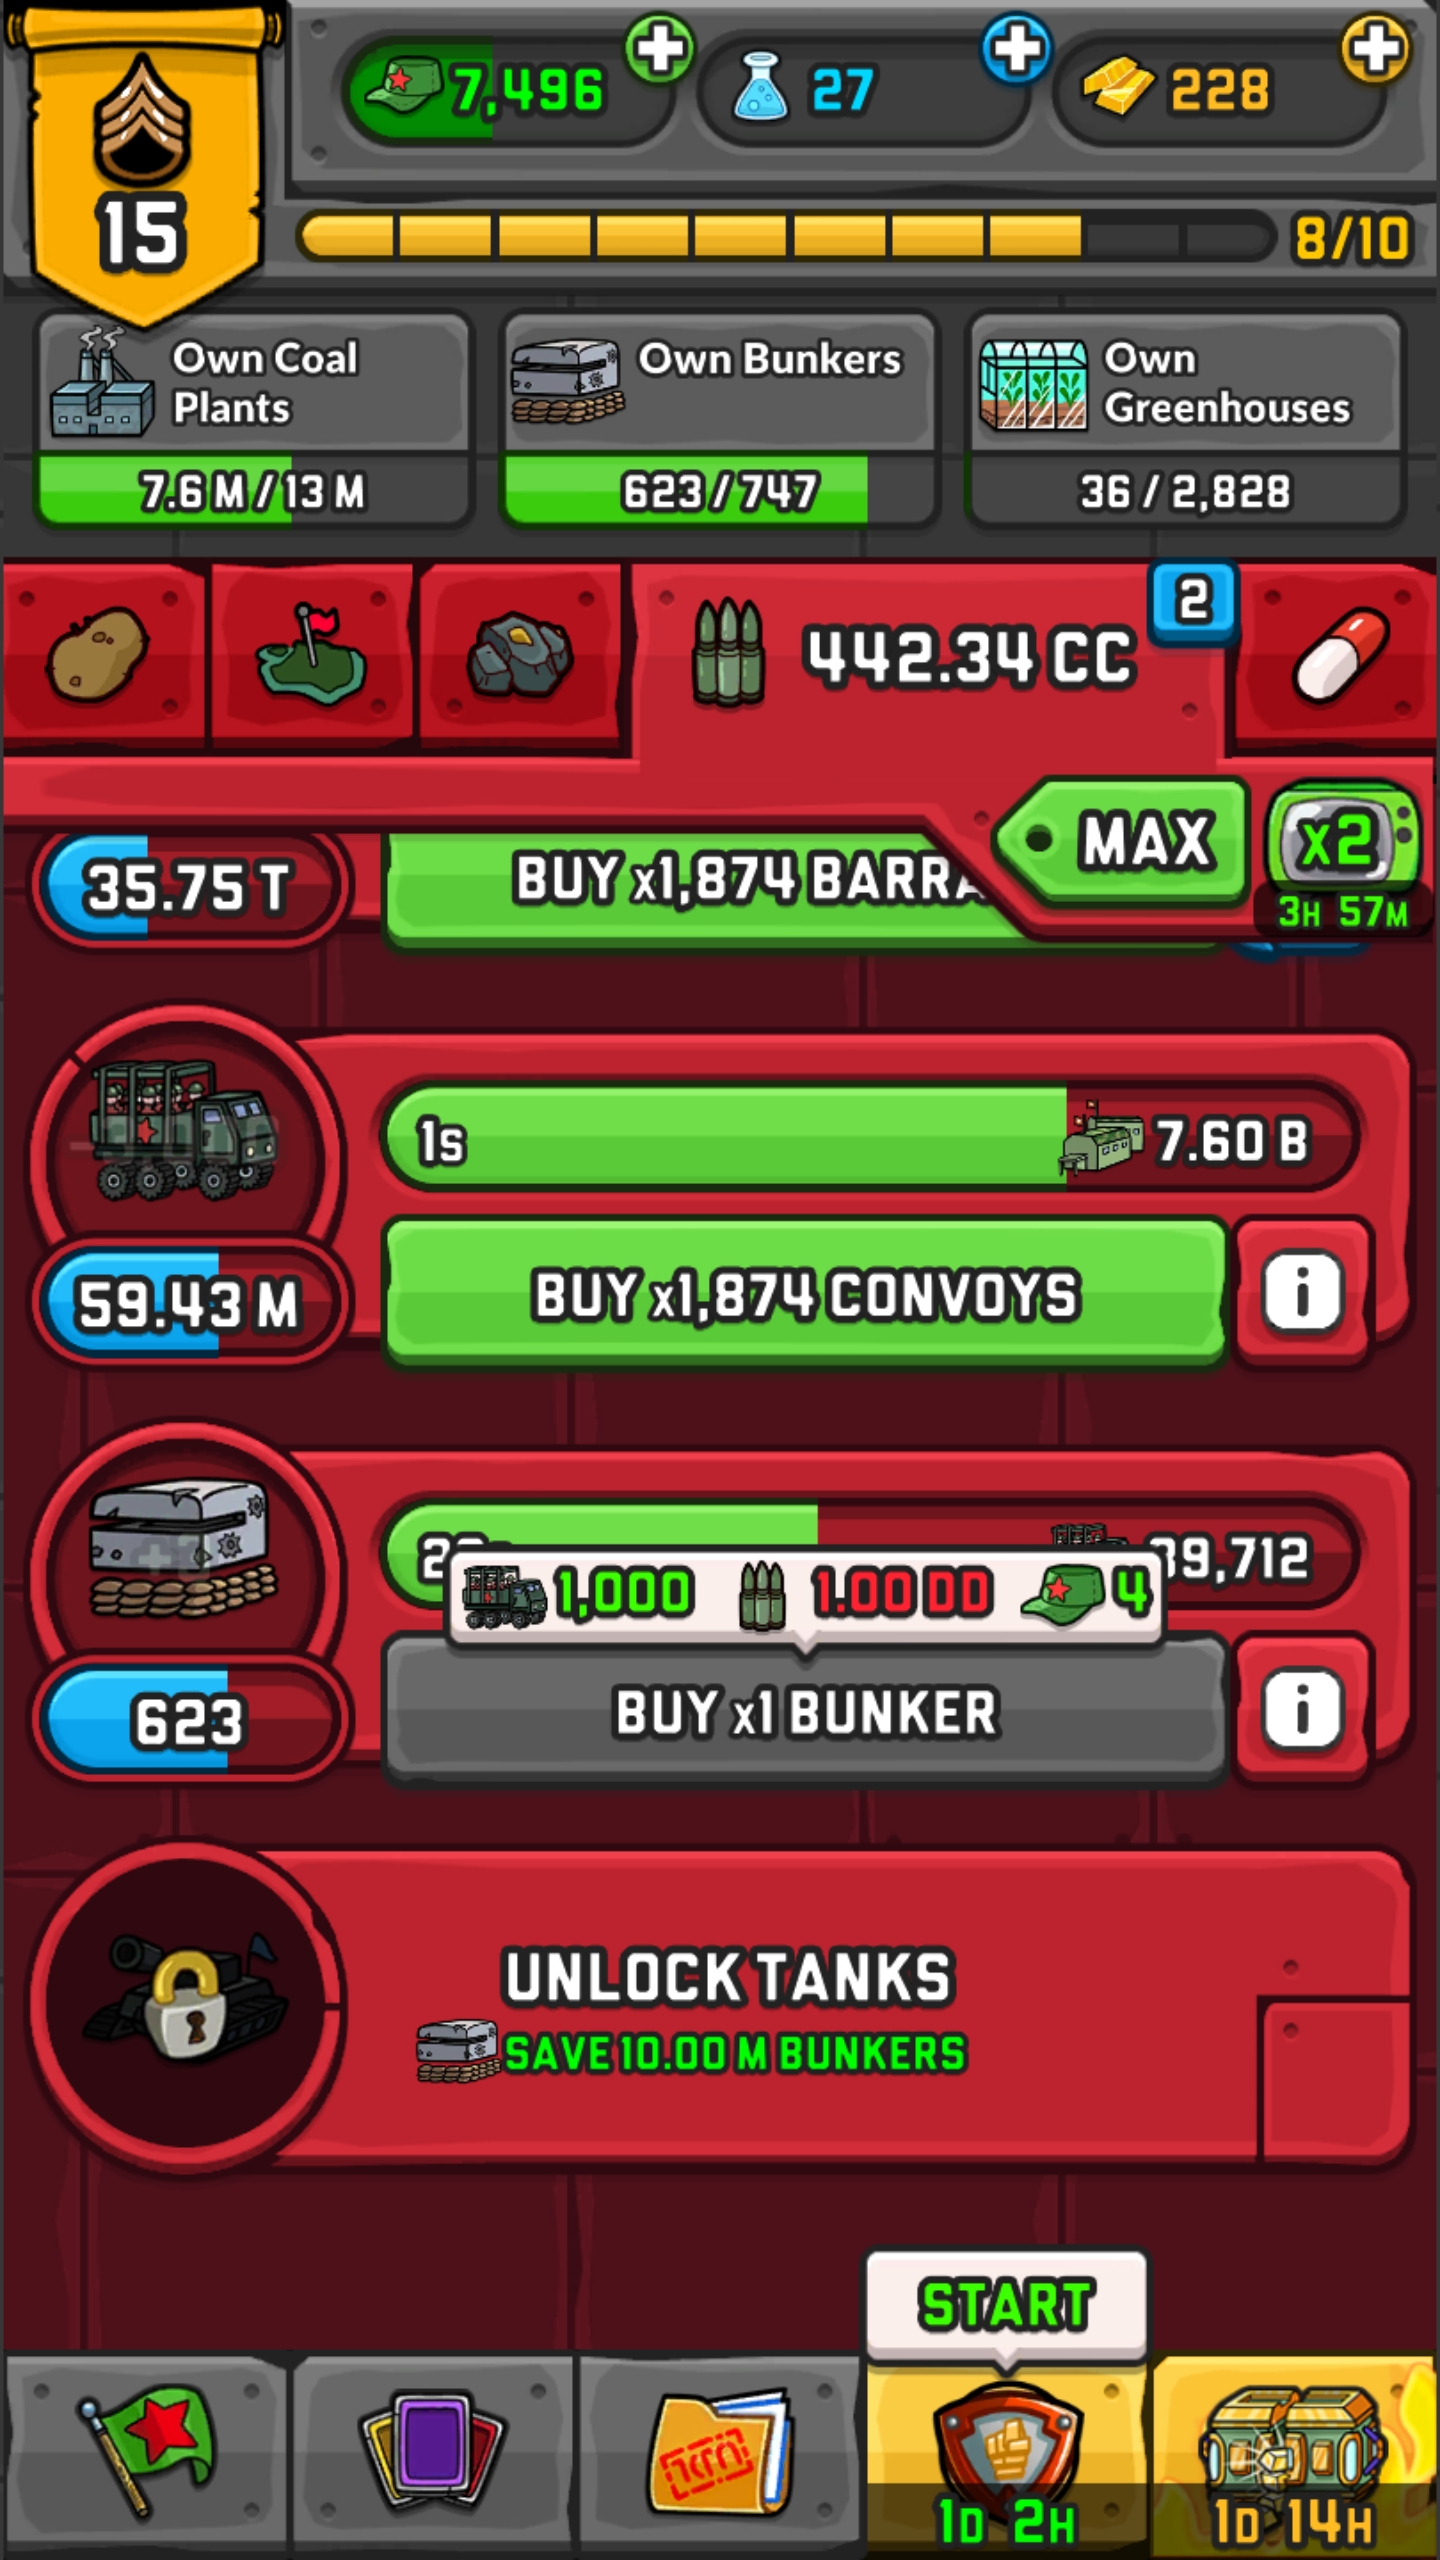 7,496
27
228
15
8/10
Own Coal
Plants
7.6 M / 13 M
Own Bunkers
623 / 747
Own
Greenhouses
36 / 2,828
442.34 CC
2
MAX
x2
3H 57M
35.75 T
BUY x1,874
1s
7.60 B
59.43 M
BUY x1,874 CONVOYS
i
1,000
1.00 DD
4
623
BUY x1 BUNKER
i
UNLOCK TANKS
SAVE 10.00 M BUNKERS
START
1D 2H
1D 14H